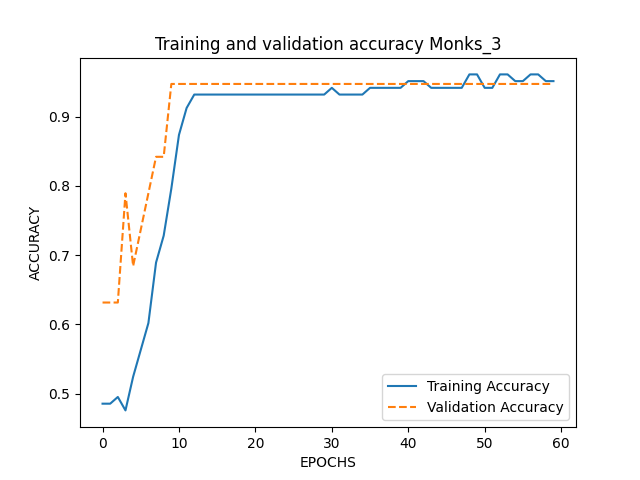 Training and validation accuracy Monks_3
ACCURACY
0.9
0.8
0.7
0.6
0.5
Training Accuracy
Validation Accuracy
0 10 20 30 40 50 60
EPOCHS